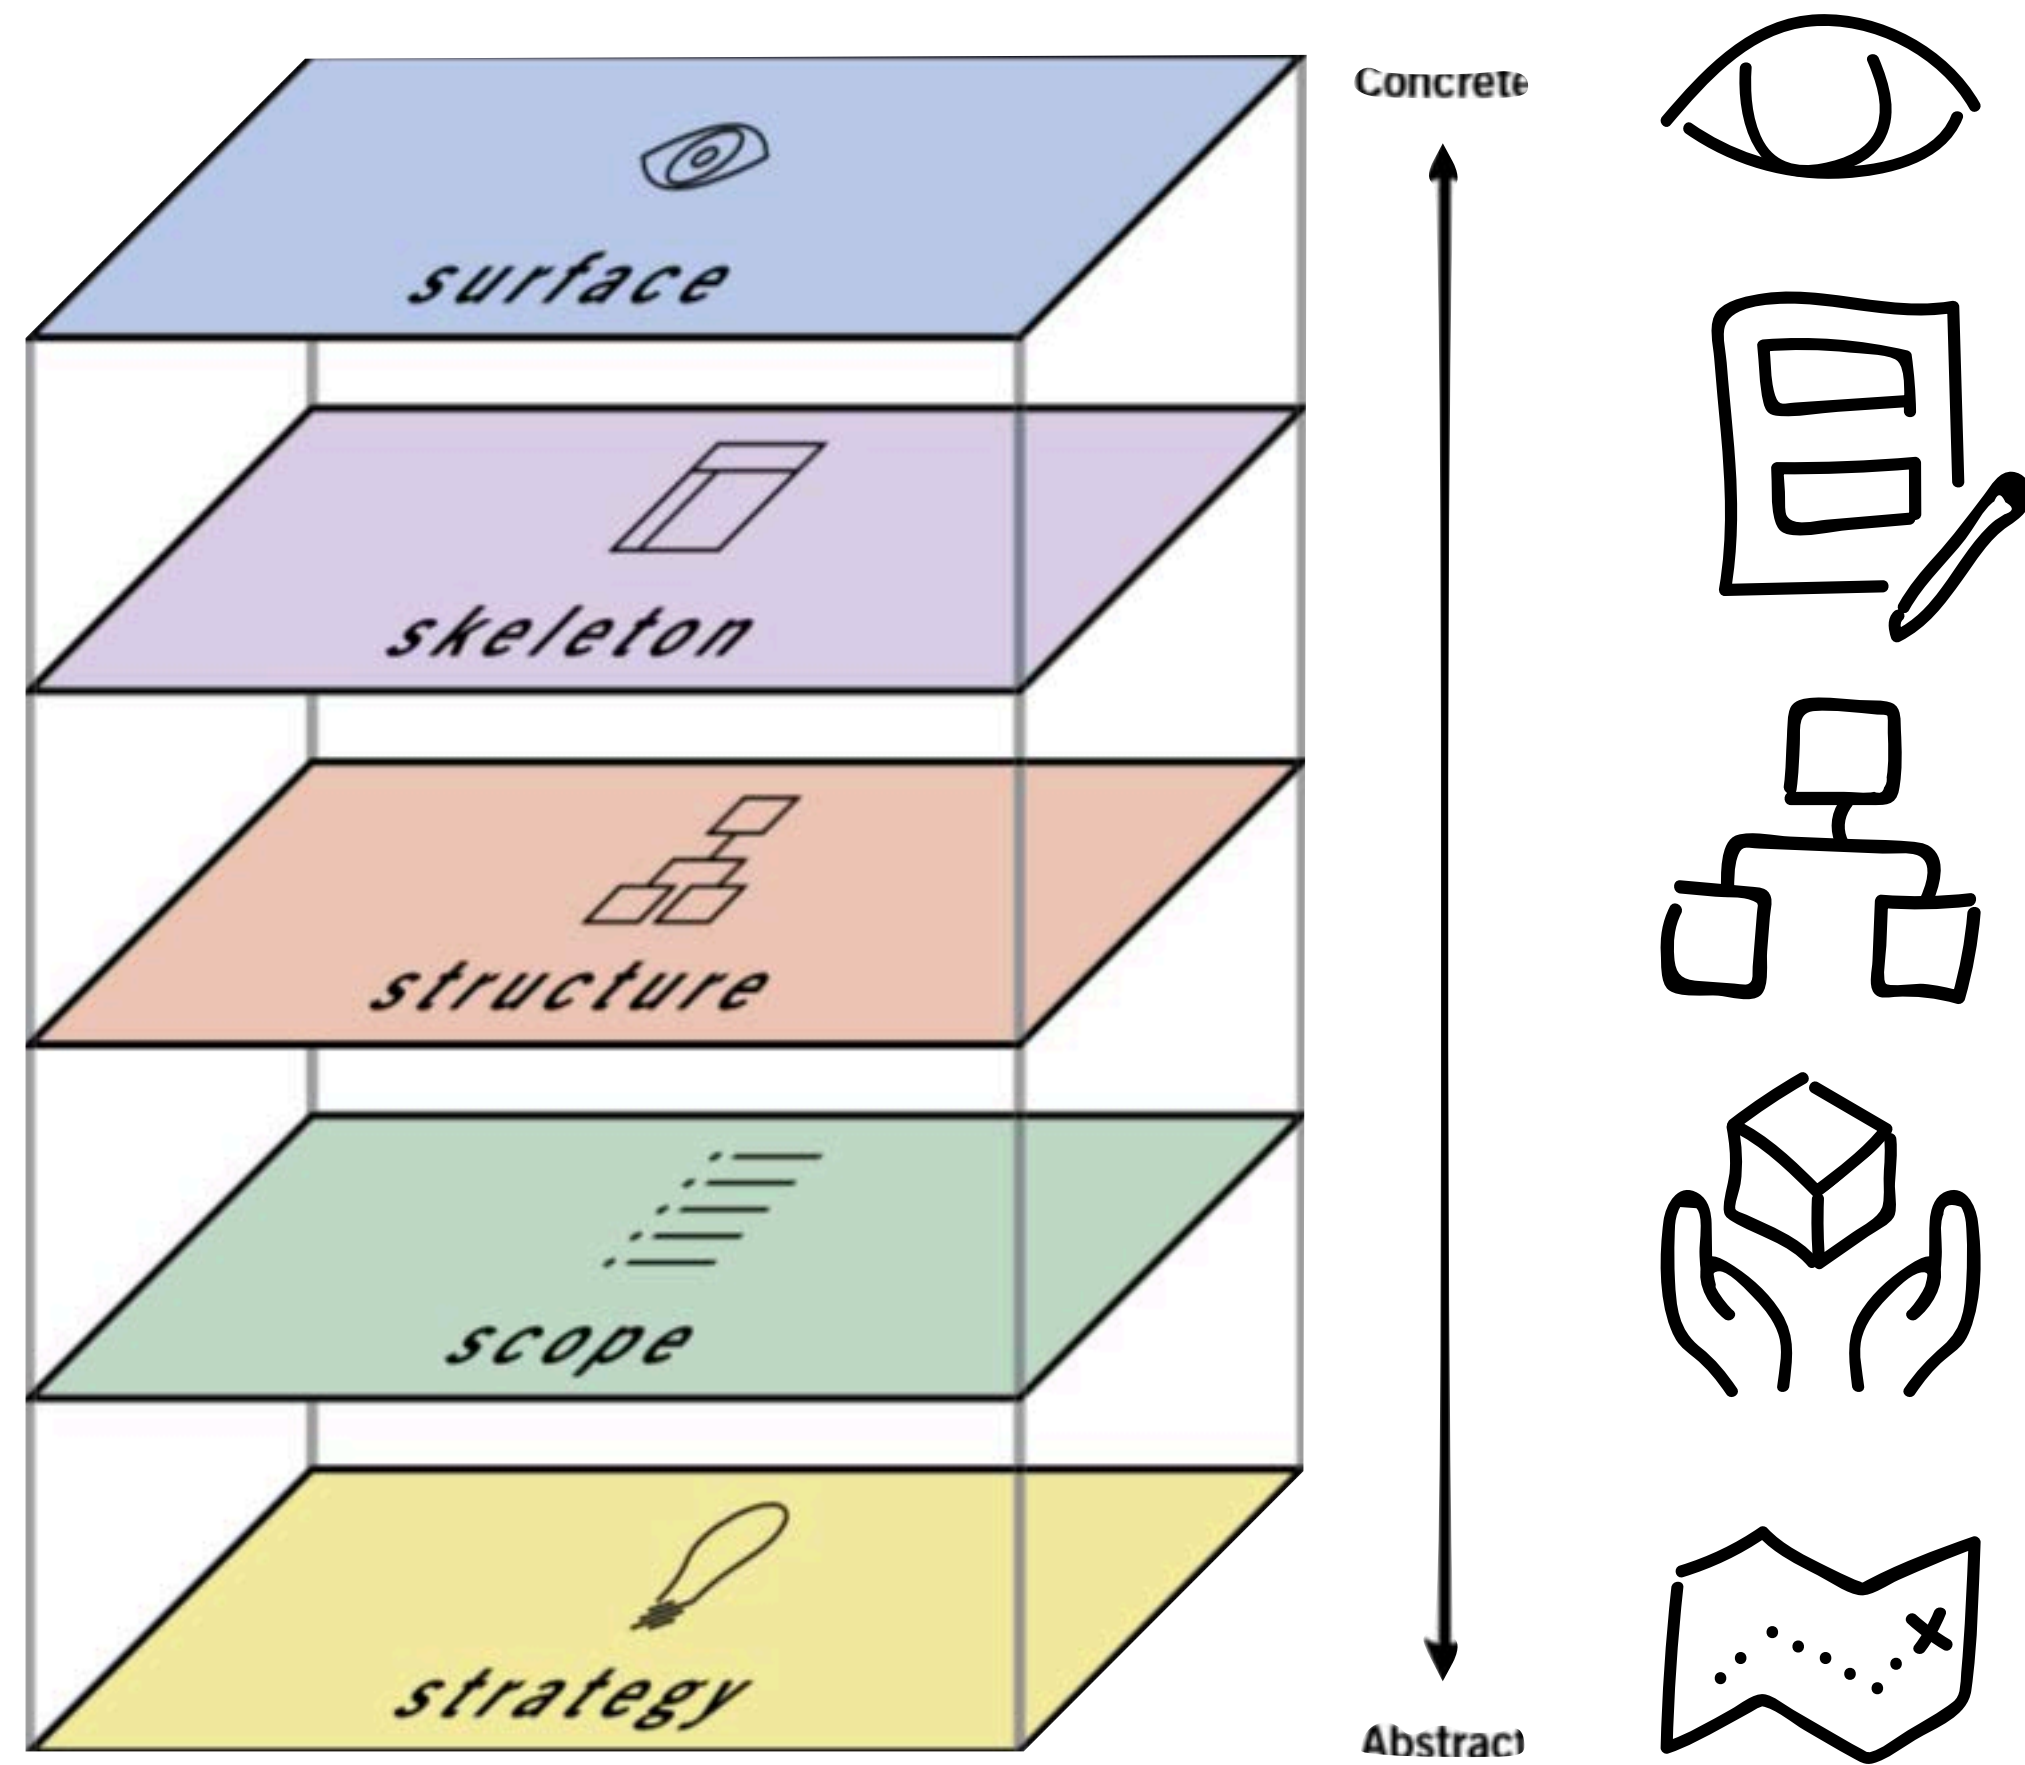 surface
Concrete
skeleton
structure
scope
strategy
Abstract